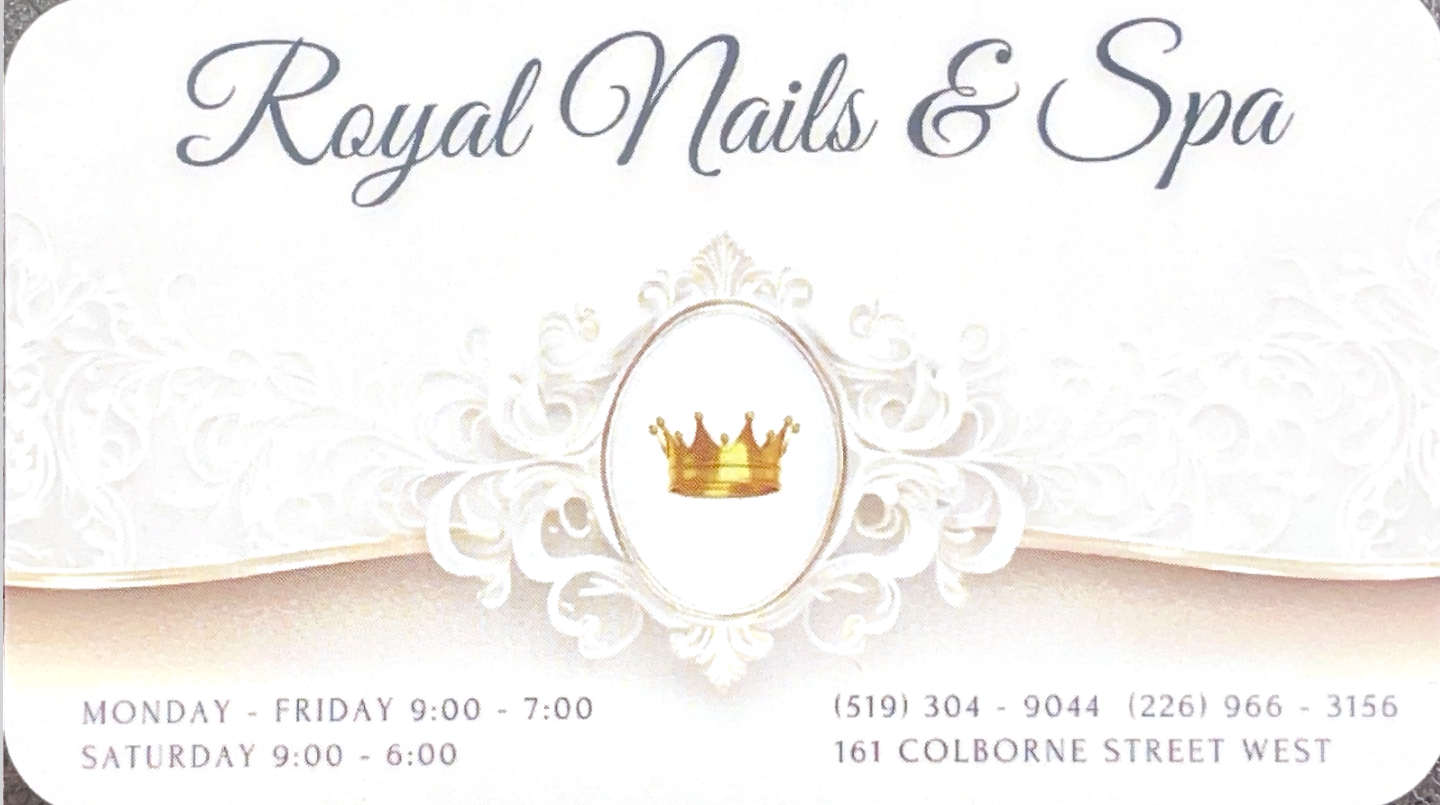 Royal Nails & Spa
MONDAY - FRIDAY 9:00 - 7:00
SATURDAY 9:00 - 6:00
(519) 304 - 9044 (226) 966 - 3156
161 COLBORNE STREET WEST